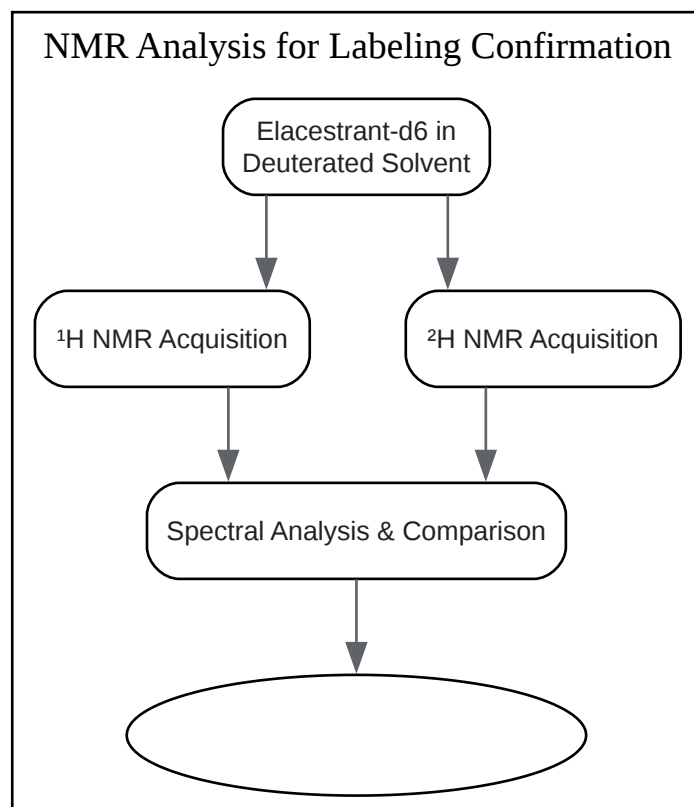 NMR Analysis for Labeling Confirmation
Elacestrant-d6 in
Deuterated Solvent
¹H NMR Acquisition
²H NMR Acquisition
Spectral Analysis & Comparison